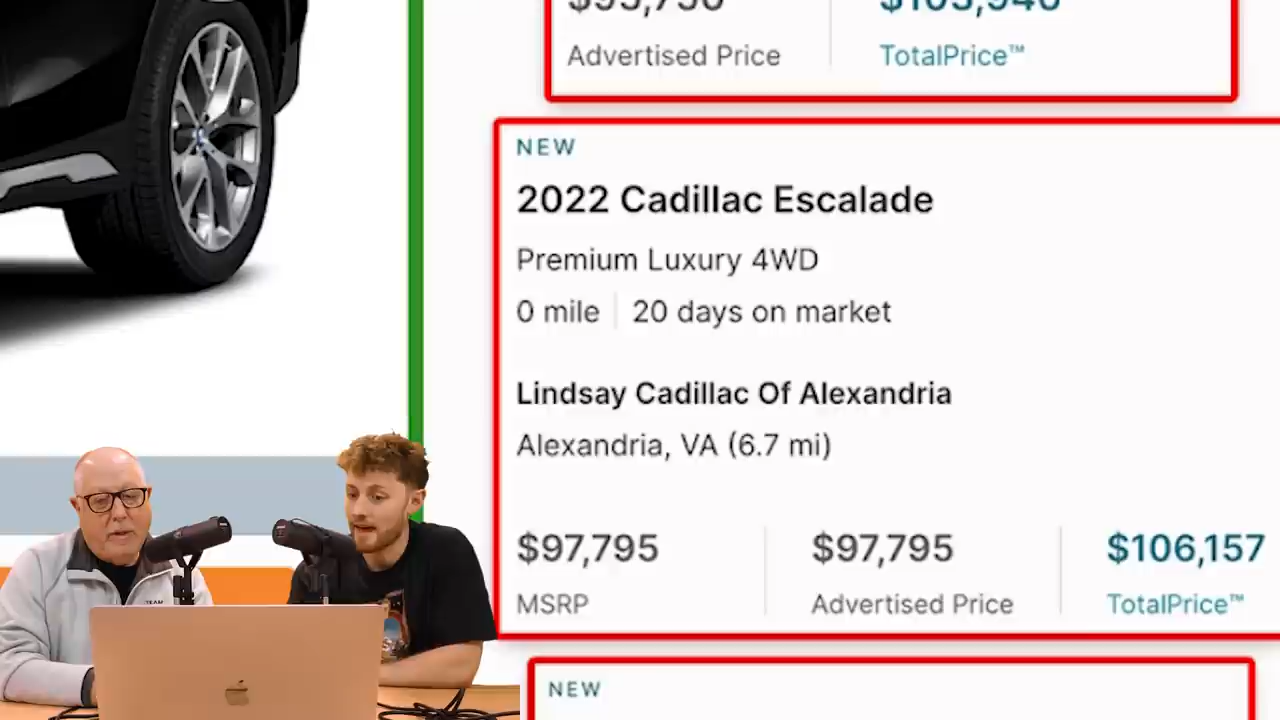 Advertised Price
TotalPrice™
NEW
2022 Cadillac Escalade
Premium Luxury 4WD
0 mile
20 days on market
Lindsay Cadillac Of Alexandria
Alexandria, VA (6.7 mi)
$97,795
$97,795
$106,157
MSRP
Advertised Price
TotalPrice™
TEAM
NEW